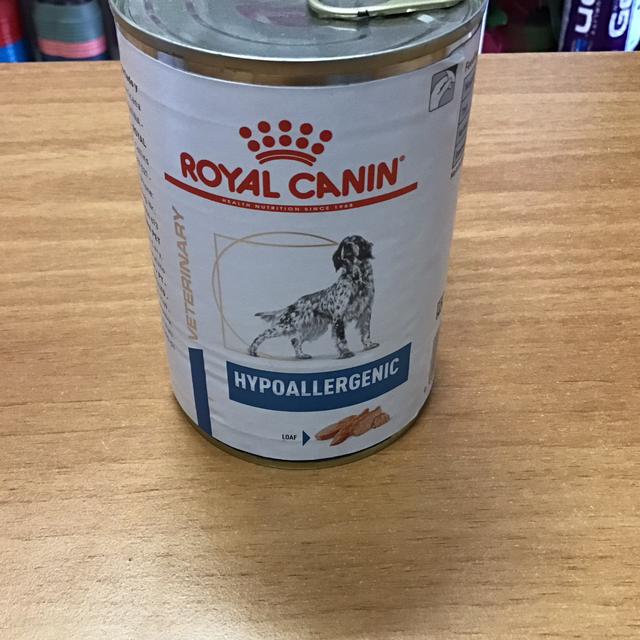 ROYAL CANIN
HEALTH NUTRITION SINCE 1968
VETERINARY
HYPOALLERGENIC
LOAF